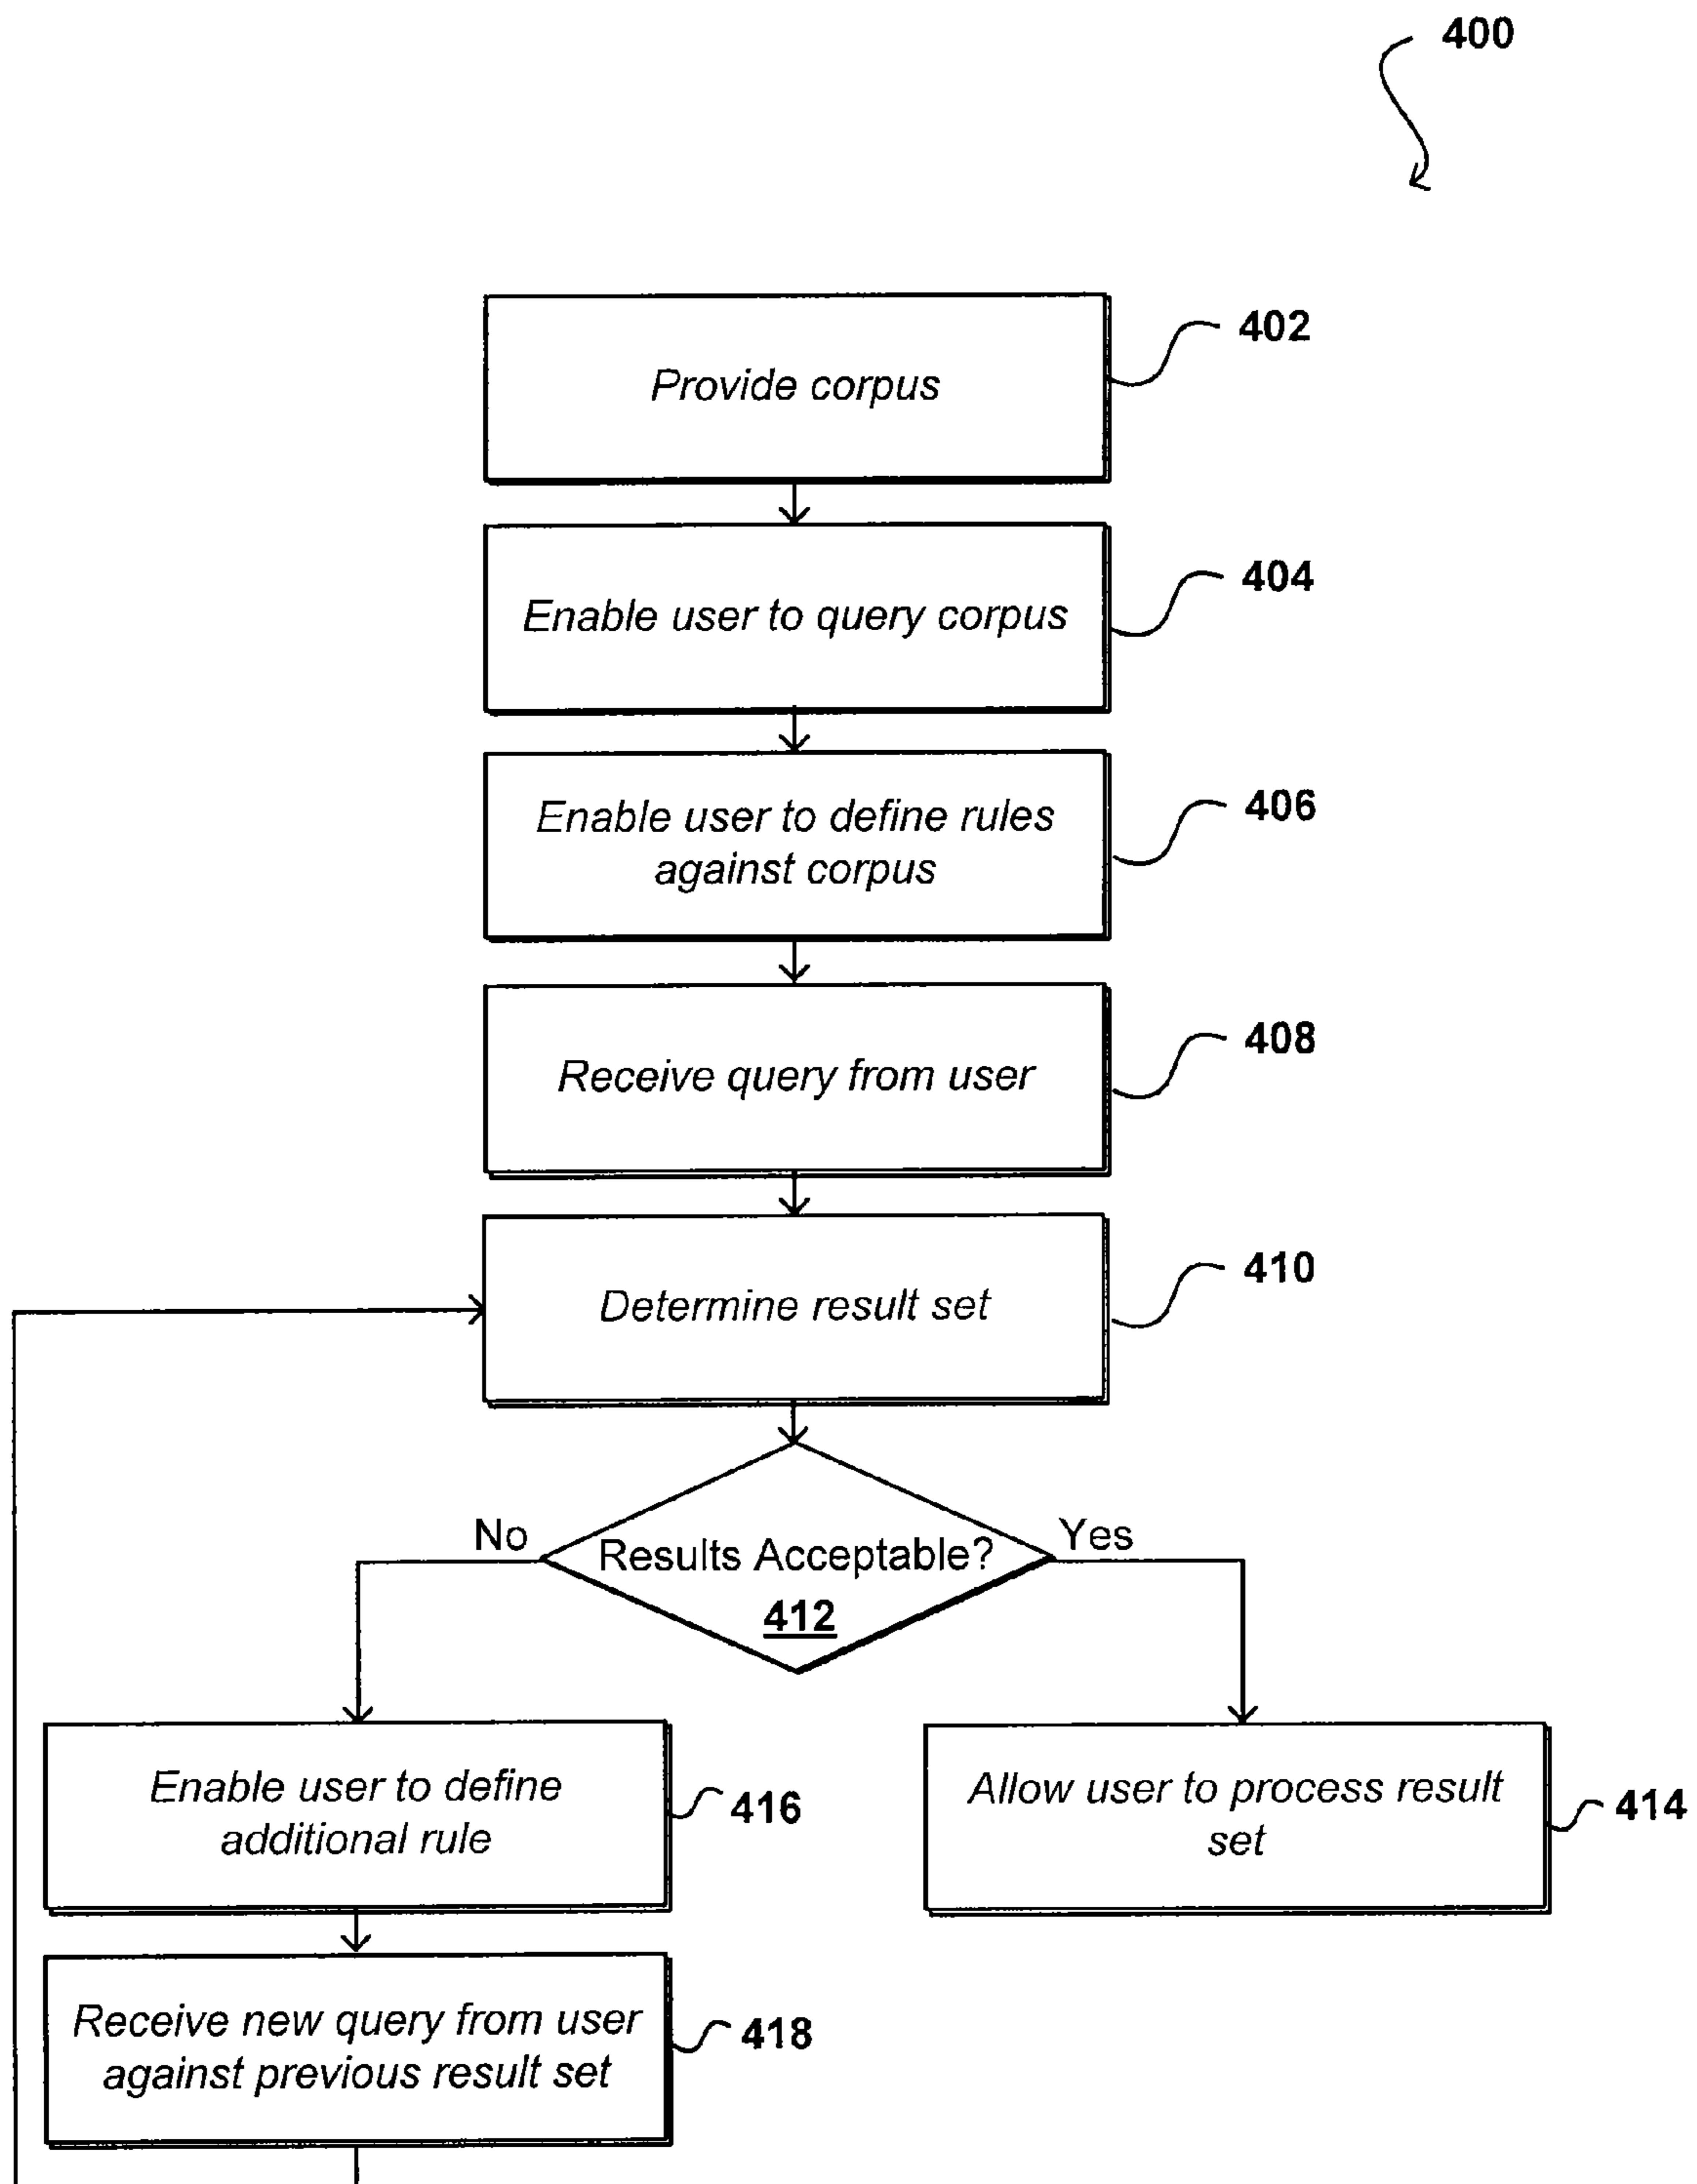 400
Provide corpus
402
Enable user to query corpus
404
Enable user to define rules
against corpus
406
Receive query from user
408
Determine result set
410
No
Results Acceptable?
Yes
412
Enable user to define
additional rule
416
Allow user to process result
set
414
Receive new query from user
against previous result set
418